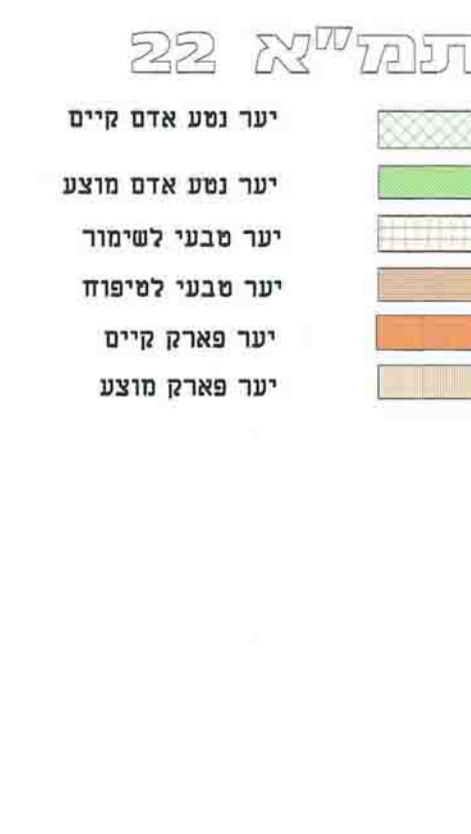 תמ"א 22
יער נטע אדם קיים
יער נטע אדם מוצע
יער טבעי לשימור
יער טבעי לטיפוח
יער פארק קיים
יער פארק מוצע